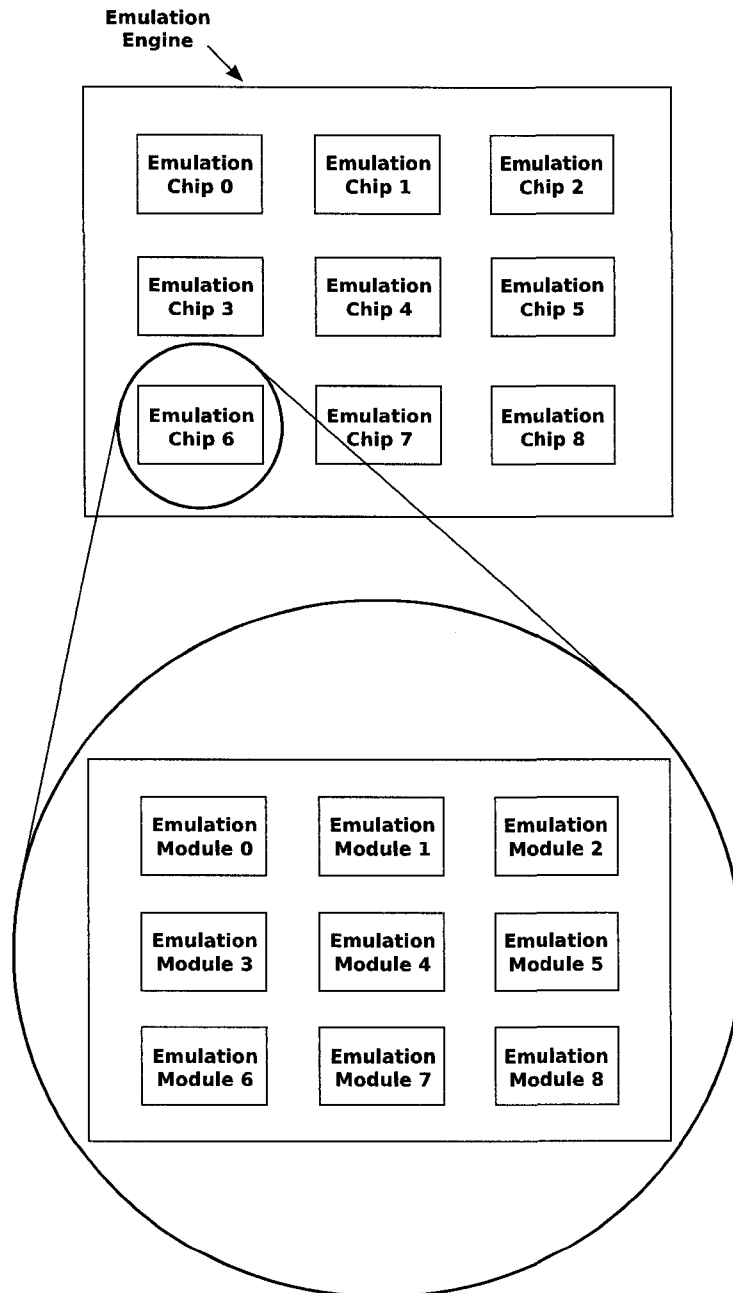 Emulation
Engine
Emulation
Chip 0
Emulation
Chip 1
Emulation
Chip 2
Emulation
Chip 3
Emulation
Chip 4
Emulation
Chip 5
Emulation
Chip 6
Emulation
Chip 7
Emulation
Chip 8
Emulation
Module 0
Emulation
Module 1
Emulation
Module 2
Emulation
Module 3
Emulation
Module 4
Emulation
Module 5
Emulation
Module 6
Emulation
Module 7
Emulation
Module 8